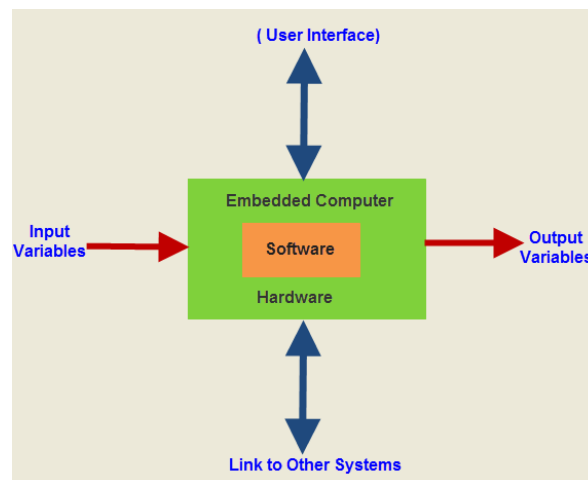 ( User Interface)
Embedded Computer
Input
Variables
Software
Output
Variables
Hardware
Link to Other Systems